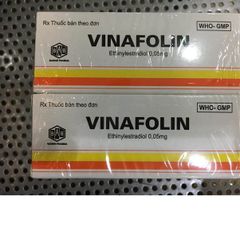 Rx Thuốc bán theo đơn
WHO- GMP
VINAFOLIN
Ethinylestradiol 0,05mg
Rx Thuốc bán theo đơn
WHO- GMP
VINAFOLIN
Ethinylestradiol 0,05mg